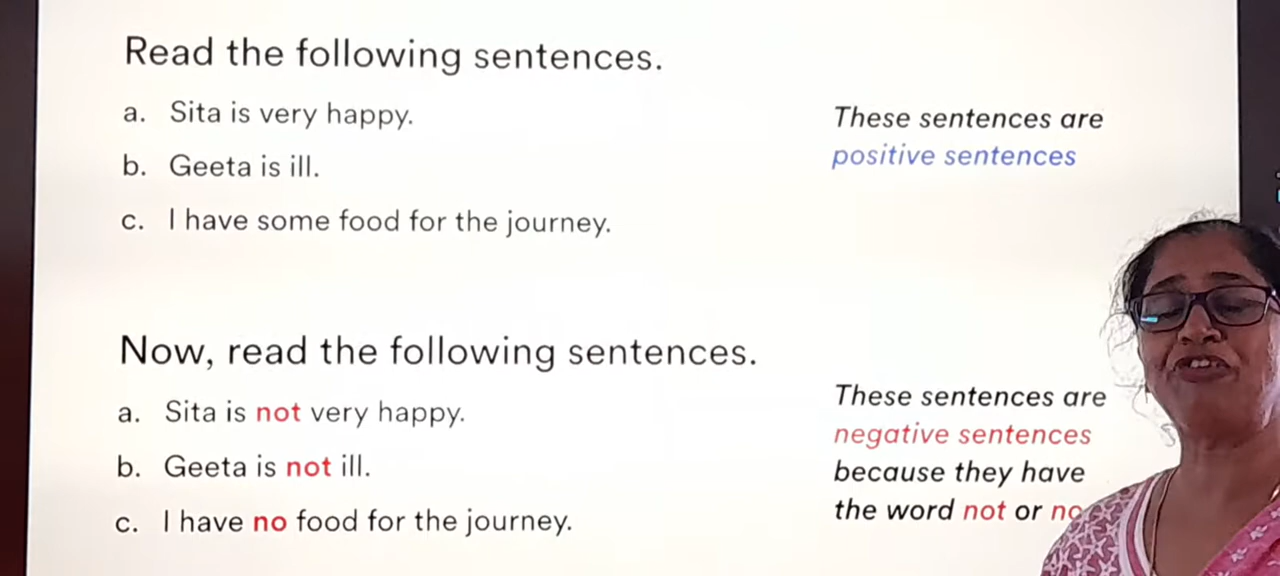 Read the following sentences.
a. Sita is very happy.
b. Geeta is ill.
c. I have some food for the journey.
These sentences are
positive sentences
Now, read the following sentences.
a. Sita is not very happy.
b. Geeta is not ill.
c. I have no food for the journey.
These sentences are
negative sentences
because they have
the word not or no